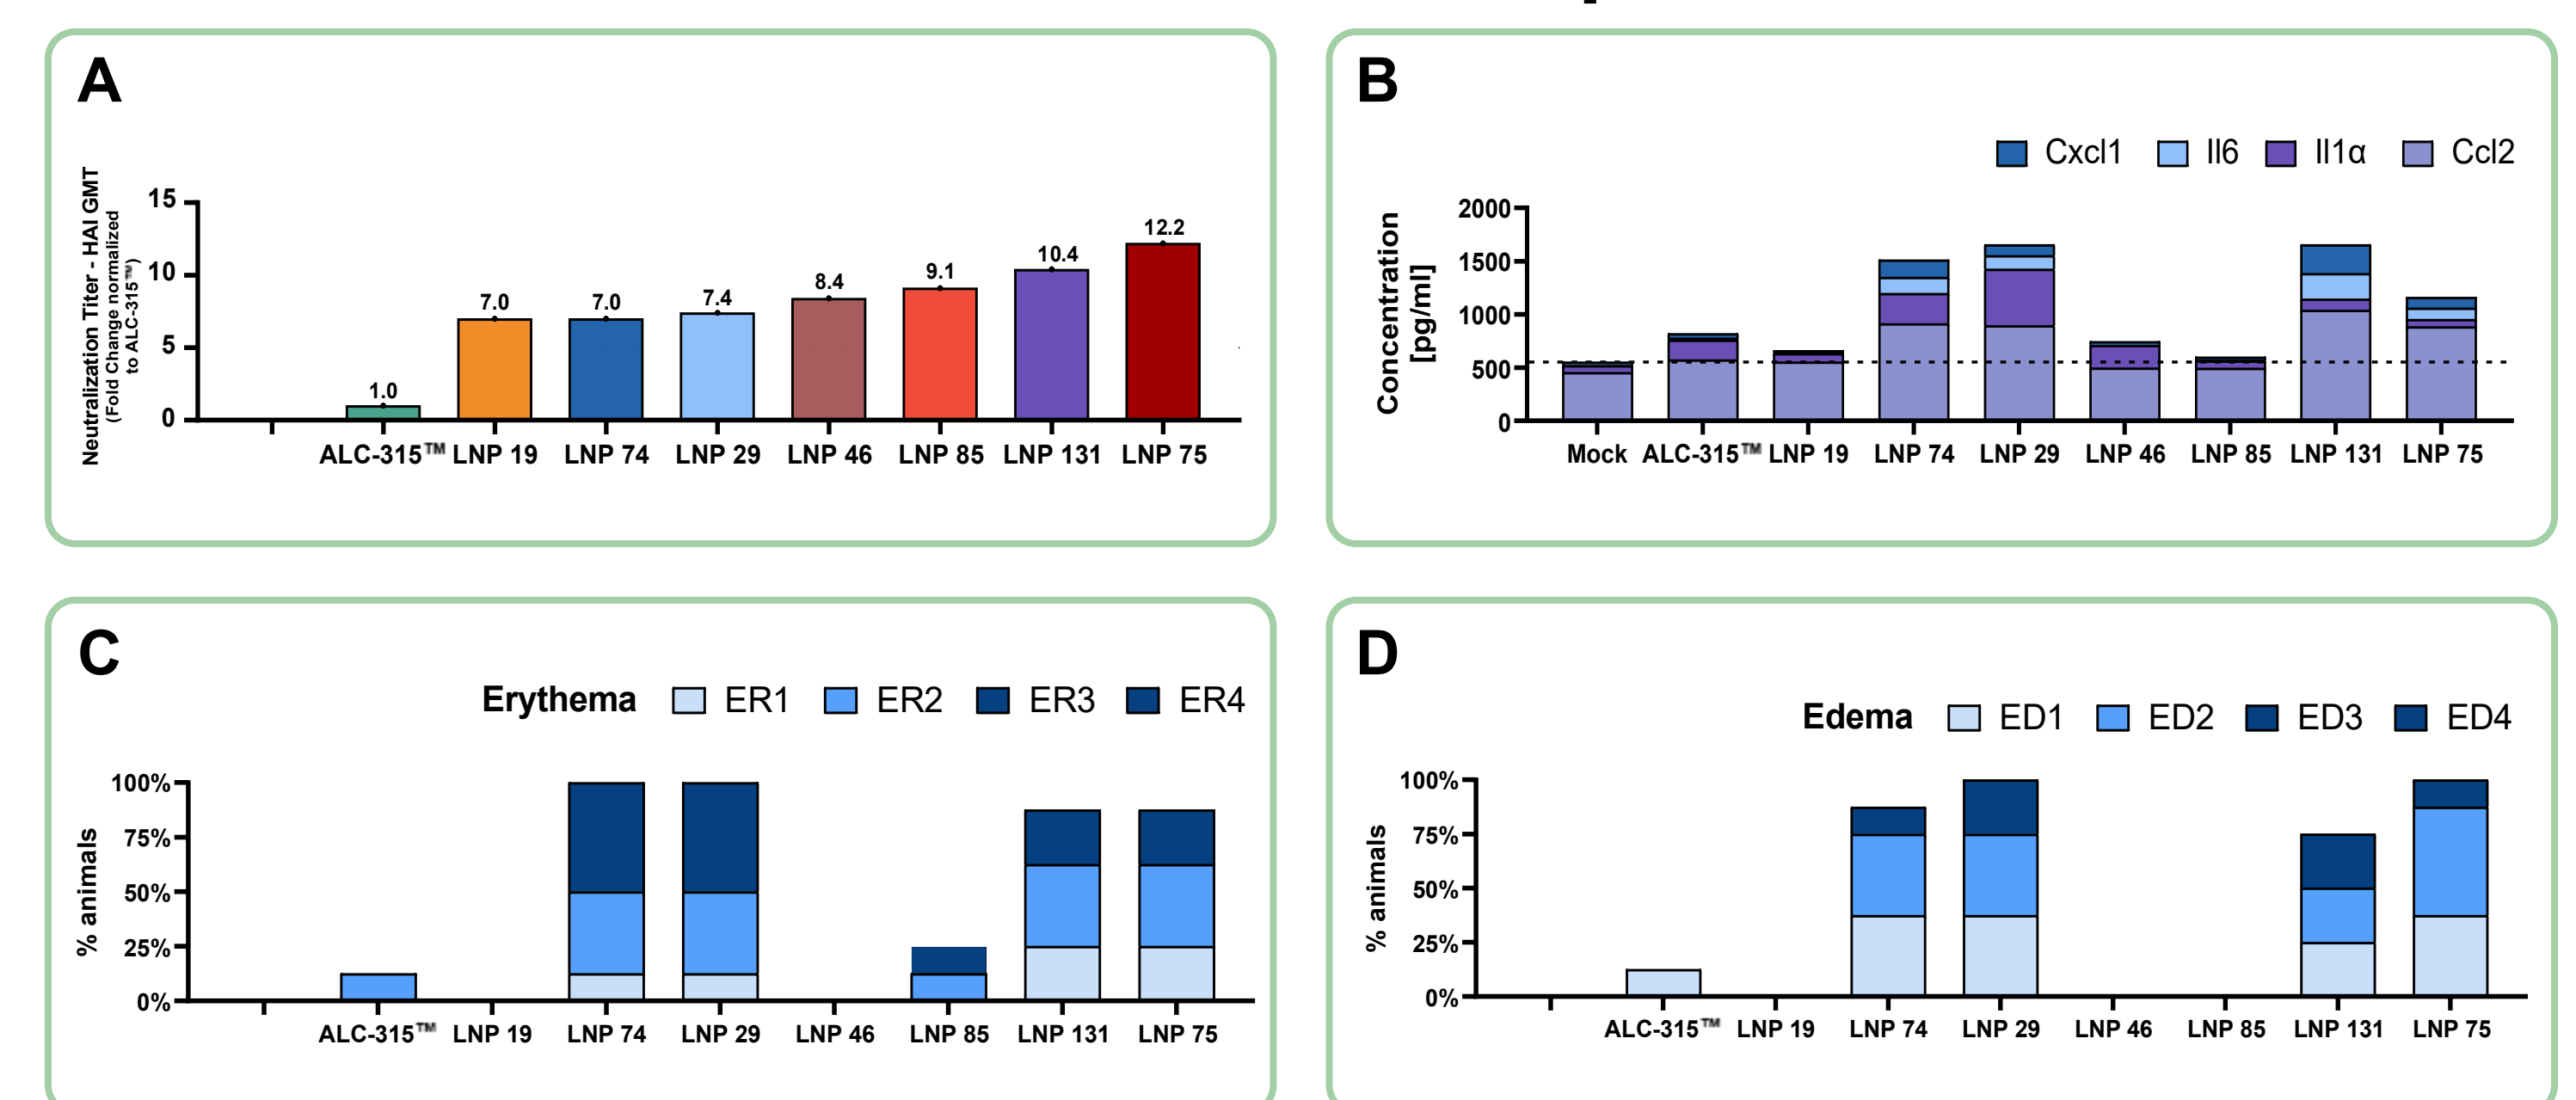 A
Neutralization Titer - HAI GMT
(Fold Change normalized
to ALC-315™)
15
10
5
0
1.0
7.0
7.0
7.4
8.4
9.1
10.4
12.2
ALC-315™ LNP 19 LNP 74 LNP 29 LNP 46 LNP 85 LNP 131 LNP 75
B
Cxcl1 Il6 Il1α Ccl2
Concentration
[pg/ml]
2000
1500
1000
500
0
Mock ALC-315™ LNP 19 LNP 74 LNP 29 LNP 46 LNP 85 LNP 131 LNP 75
C
Erythema ER1 ER2 ER3 ER4
% animals
100%
75%
50%
25%
0%
ALC-315™ LNP 19 LNP 74 LNP 29 LNP 46 LNP 85 LNP 131 LNP 75
D
Edema ED1 ED2 ED3 ED4
% animals
100%
75%
50%
25%
0%
ALC-315™ LNP 19 LNP 74 LNP 29 LNP 46 LNP 85 LNP 131 LNP 75